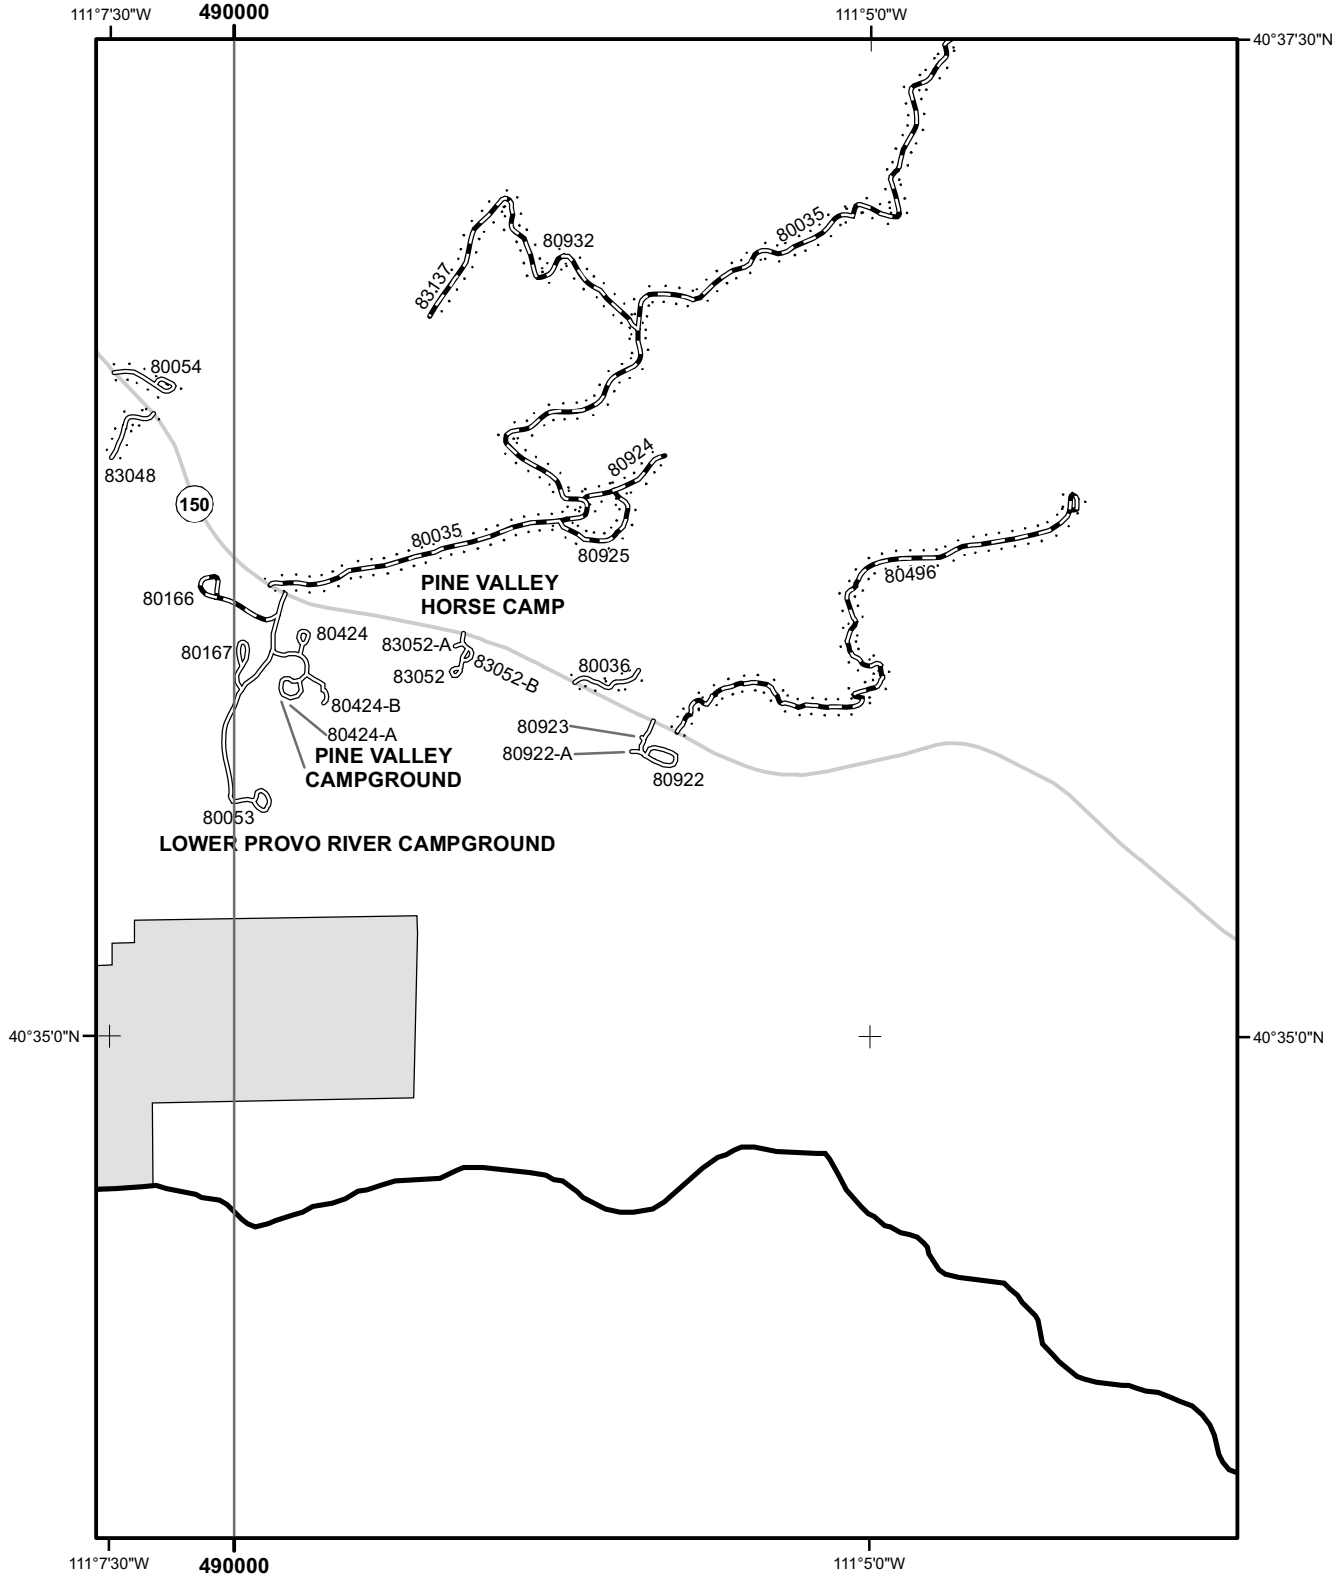 111°7'30"W
490000
111°5'0"W
40°37'30"N
80035
80932
83137
80054
83048
150
80924
80035
80925
80496
PINE VALLEY
HORSE CAMP
80166
80424
83052-A
80167
83052
83052-B
80036
80424-B
80923
80424-A
80922-A
PINE VALLEY
CAMPGROUND
80922
80053
LOWER PROVO RIVER CAMPGROUND
40°35'0"N
40°35'0"N
111°7'30"W
490000
111°5'0"W